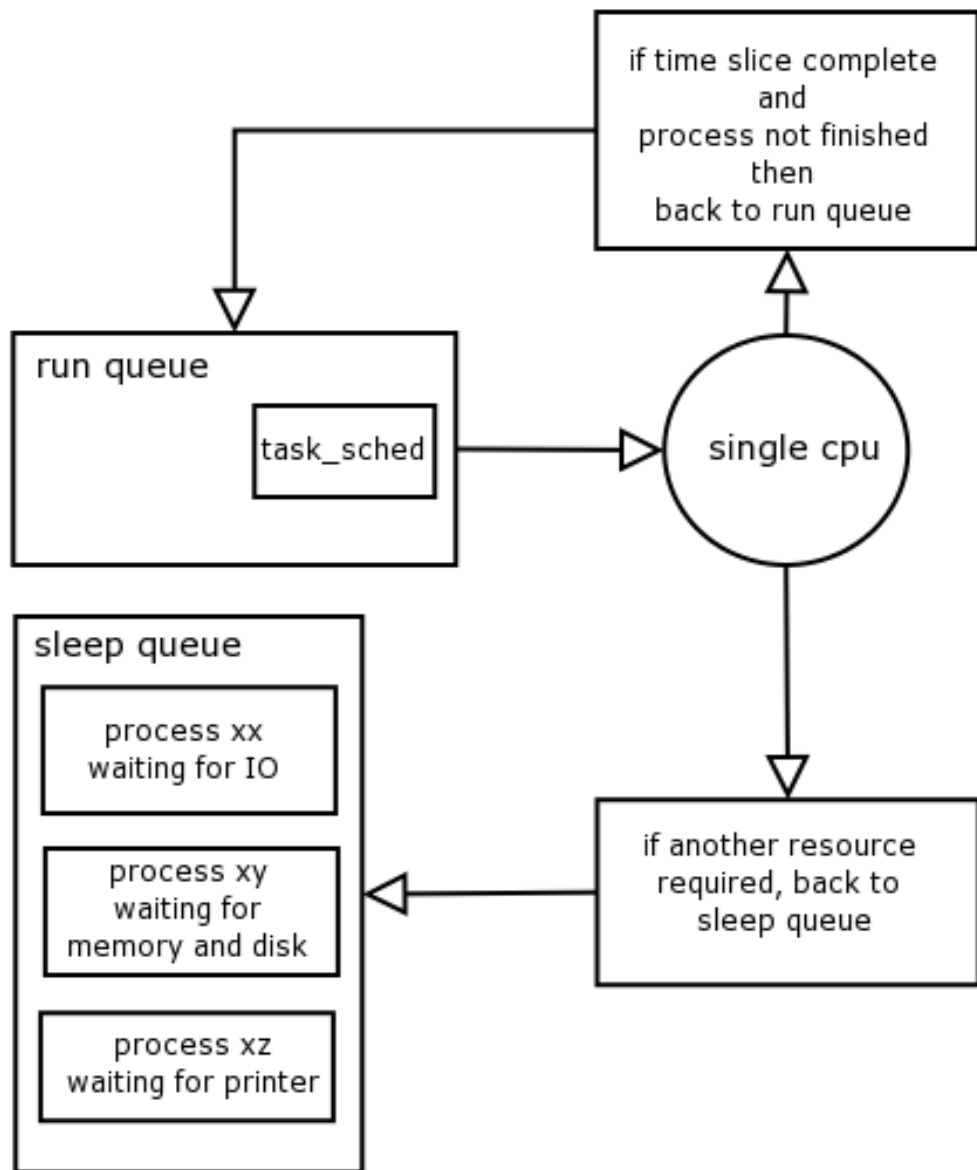 if time slice complete
and
process not finished
then
back to run queue
run queue
task_sched
single cpu
sleep queue
process xx
waiting for IO
process xy
waiting for
memory and disk
process xz
waiting for printer
if another resource
required, back to
sleep queue